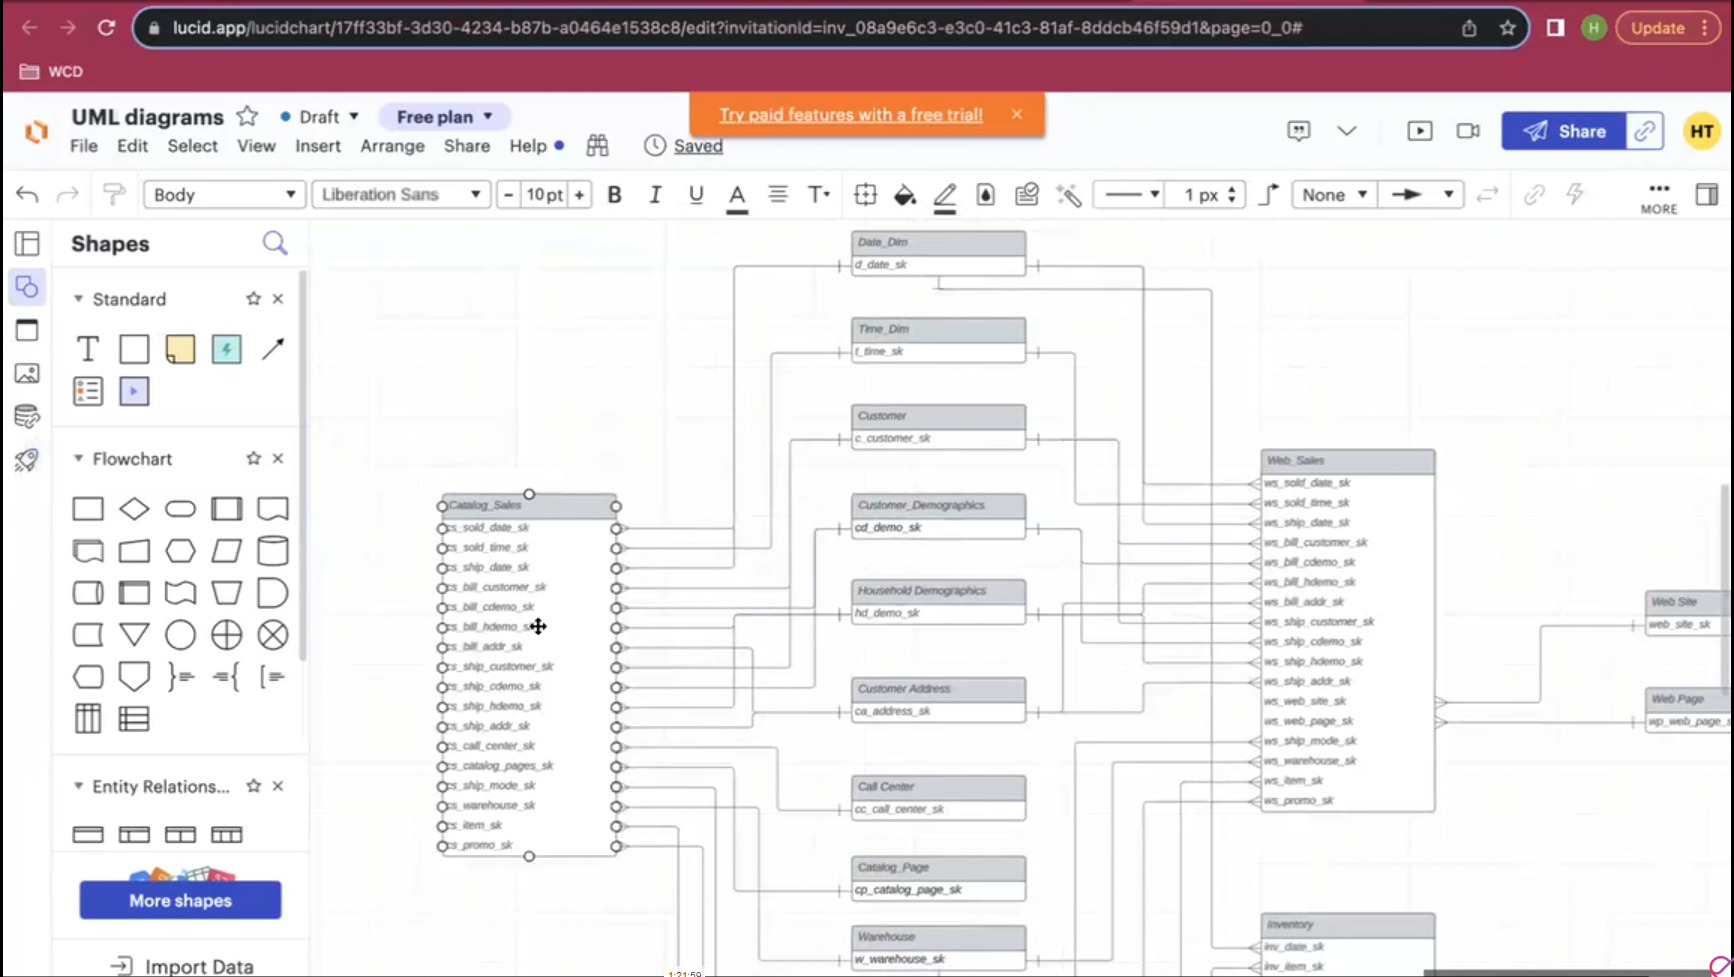 lucid.app/lucidchart/17ff33bf-3d30-4234-b87b-a0464e1538c8/edit?invitationId=inv_08a9e6c3-e3c0-41c3-81af-8ddcb46f59d1&page=0_0#
H
Update
WCD
UML diagrams
Draft
Free plan
Try paid features with a free trial!
Share
HT
File Edit Select View Insert Arrange Share Help
Saved
Body
Liberation Sans
- 10 pt +
B I U A T
1 px
None
MORE
Shapes
Standard
T
Flowchart
Entity Relations...
More shapes
Import Data
Catalog_Sales
cs_sold_date_sk
cs_sold_time_sk
cs_ship_date_sk
cs_bill_customer_sk
cs_bill_cdemo_sk
cs_bill_hdemo_sk
cs_bill_addr_sk
cs_ship_customer_sk
cs_ship_cdemo_sk
cs_ship_hdemo_sk
cs_ship_addr_sk
cs_call_center_sk
cs_catalog_pages_sk
cs_ship_mode_sk
cs_warehouse_sk
cs_item_sk
cs_promo_sk
Date_Dim
d_date_sk
Time_Dim
t_time_sk
Customer
c_customer_sk
Customer_Demographics
cd_demo_sk
Household Demographics
hd_demo_sk
Customer Address
ca_address_sk
Call Center
cc_call_center_sk
Catalog_Page
cp_catalog_page_sk
Warehouse
w_warehouse_sk
Web_Sales
ws_sold_date_sk
ws_sold_time_sk
ws_ship_date_sk
ws_bill_customer_sk
ws_bill_cdemo_sk
ws_bill_hdemo_sk
ws_bill_addr_sk
ws_ship_customer_sk
ws_ship_cdemo_sk
ws_ship_hdemo_sk
ws_ship_addr_sk
ws_web_site_sk
ws_web_page_sk
ws_ship_mode_sk
ws_warehouse_sk
ws_item_sk
ws_promo_sk
Inventory
inv_date_sk
inv_item_sk
Web Site
web_site_sk
Web Page
wp_web_page_s
1:21:59